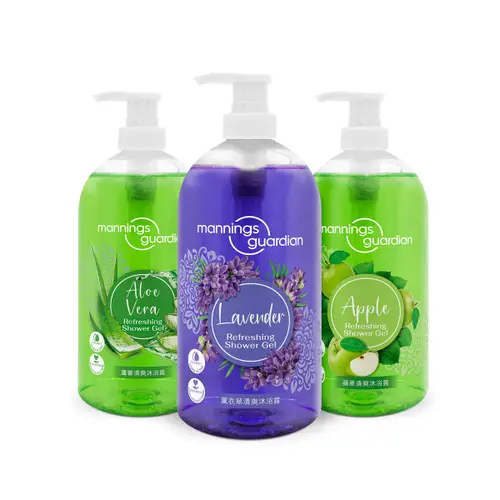 mannings
guardian
Aloe
Vera
Refreshing
Shower Gel
蘆薈清爽沐浴露
mannings
guardian
Lavender
Refreshing
Shower Gel
薰衣草清爽沐浴露
mannings
guardian
Apple
Refreshing
Shower Gel
蘋果清爽沐浴露